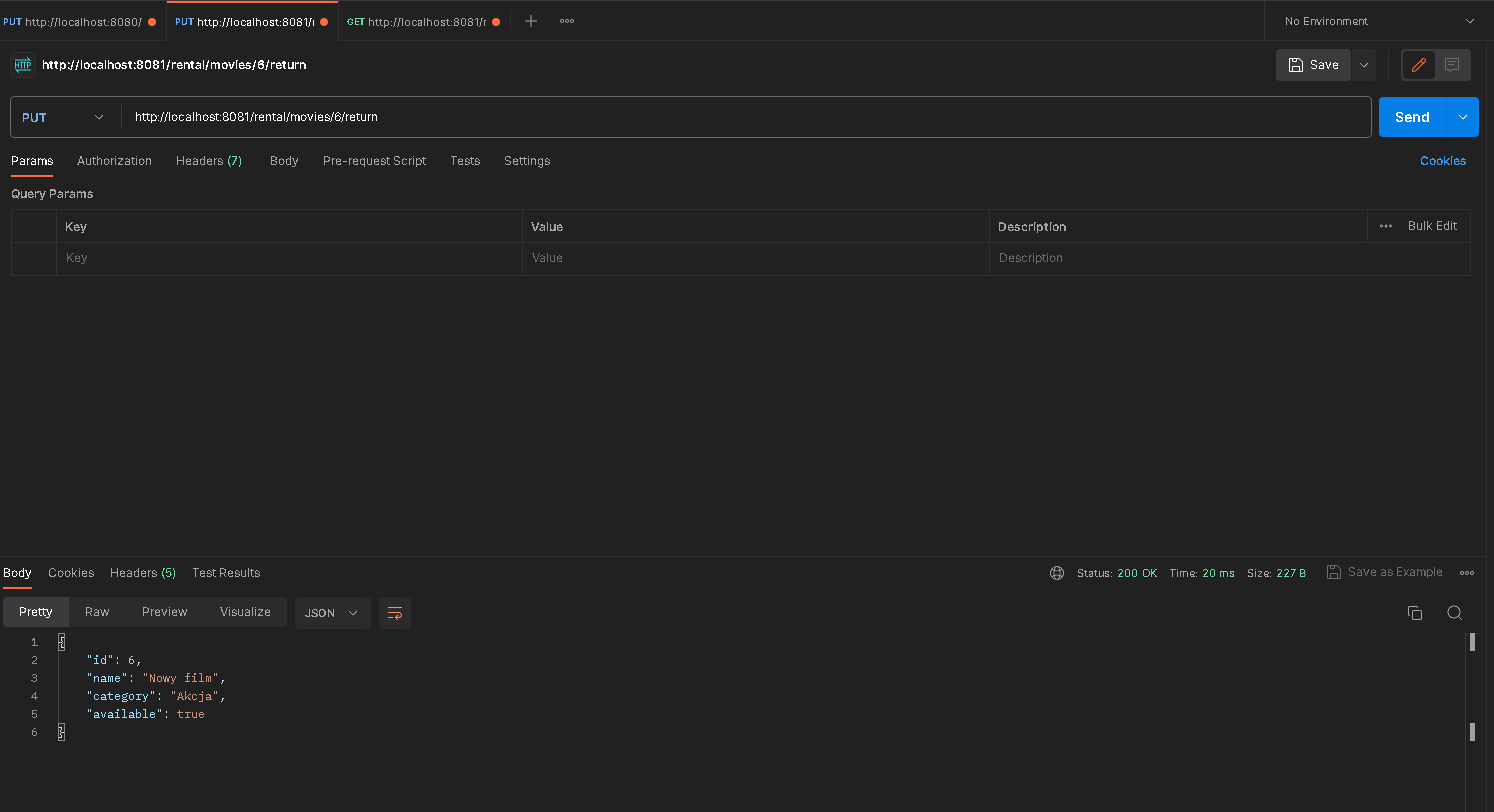 PUT http://localhost:8080/ PUT http://localhost:8081/r GET http://localhost:8081/r No Environment
HTTP http://localhost:8081/rental/movies/6/return Save
PUT http://localhost:8081/rental/movies/6/return Send
Params Authorization Headers (7) Body Pre-request Script Tests Settings Cookies
Query Params
Key Value Description Bulk Edit
Key Value Description
Body Cookies Headers (5) Test Results Status: 200 OK Time: 20 ms Size: 227 B Save as Example
Pretty Raw Preview Visualize JSON
1 {
2 "id": 6,
3 "name": "Nowy film",
4 "category": "Akcja",
5 "available": true
6 }